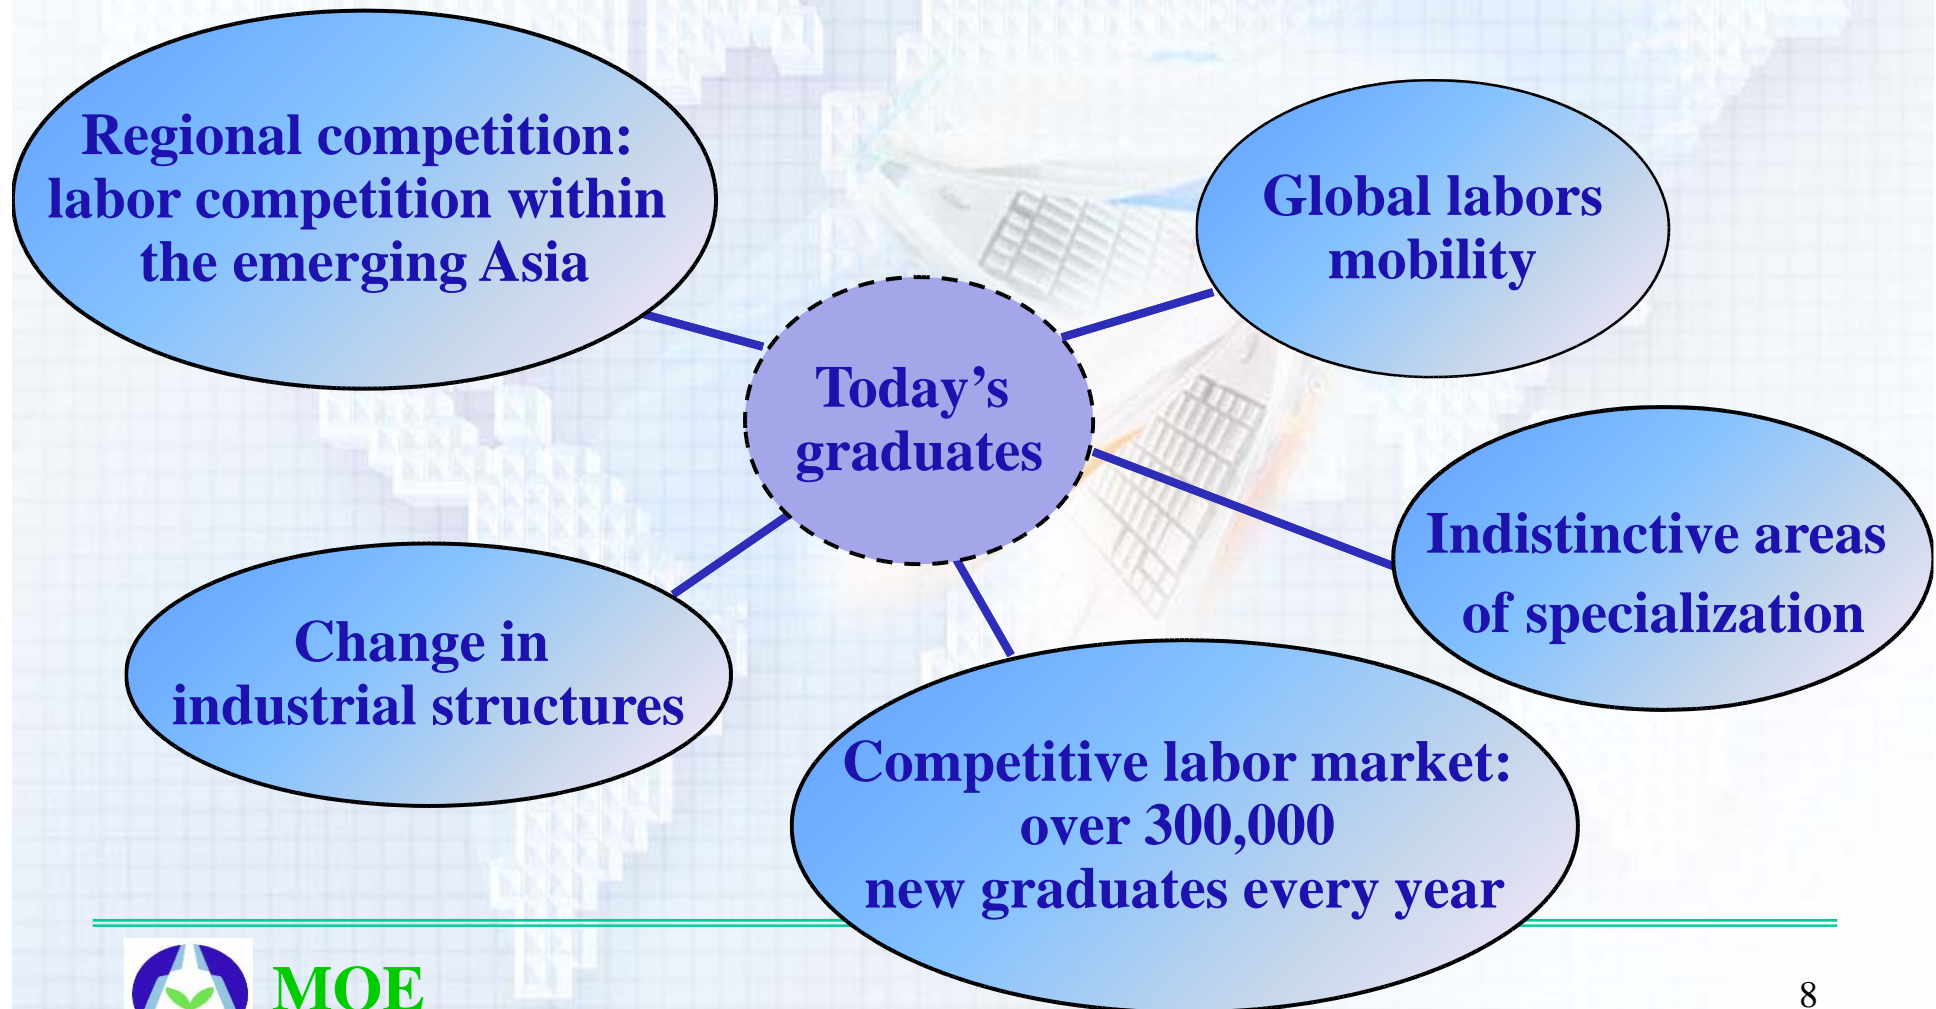 Regional competition:
labor competition within
the emerging Asia
Global labors
mobility
Today’s
graduates
Indistinctive areas
of specialization
Change in
industrial structures
Competitive labor market:
over 300,000
new graduates every year
MOE
8